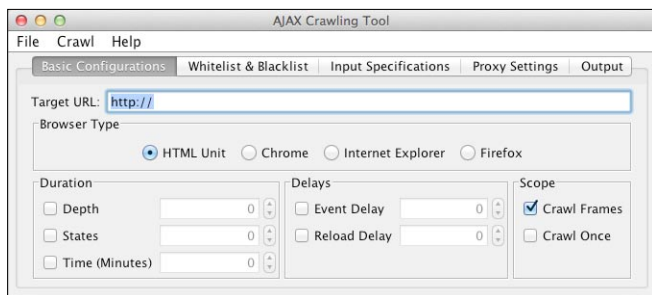 AJAX Crawling Tool
File Crawl Help
Basic Configurations Whitelist & Blacklist Input Specifications Proxy Settings Output
Target URL: http://
Browser Type
HTML Unit Chrome Internet Explorer Firefox
Duration Delays Scope
Depth 0 Event Delay 0 Crawl Frames
States 0 Reload Delay 0 Crawl Once
Time (Minutes) 0